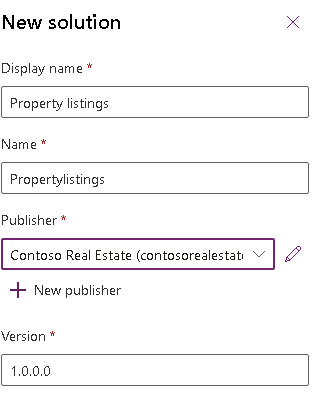 New solution
Display name *
Property listings
Name *
Propertylistings
Publisher *
Contoso Real Estate (contosorealestat
New publisher
Version *
1.0.0.0